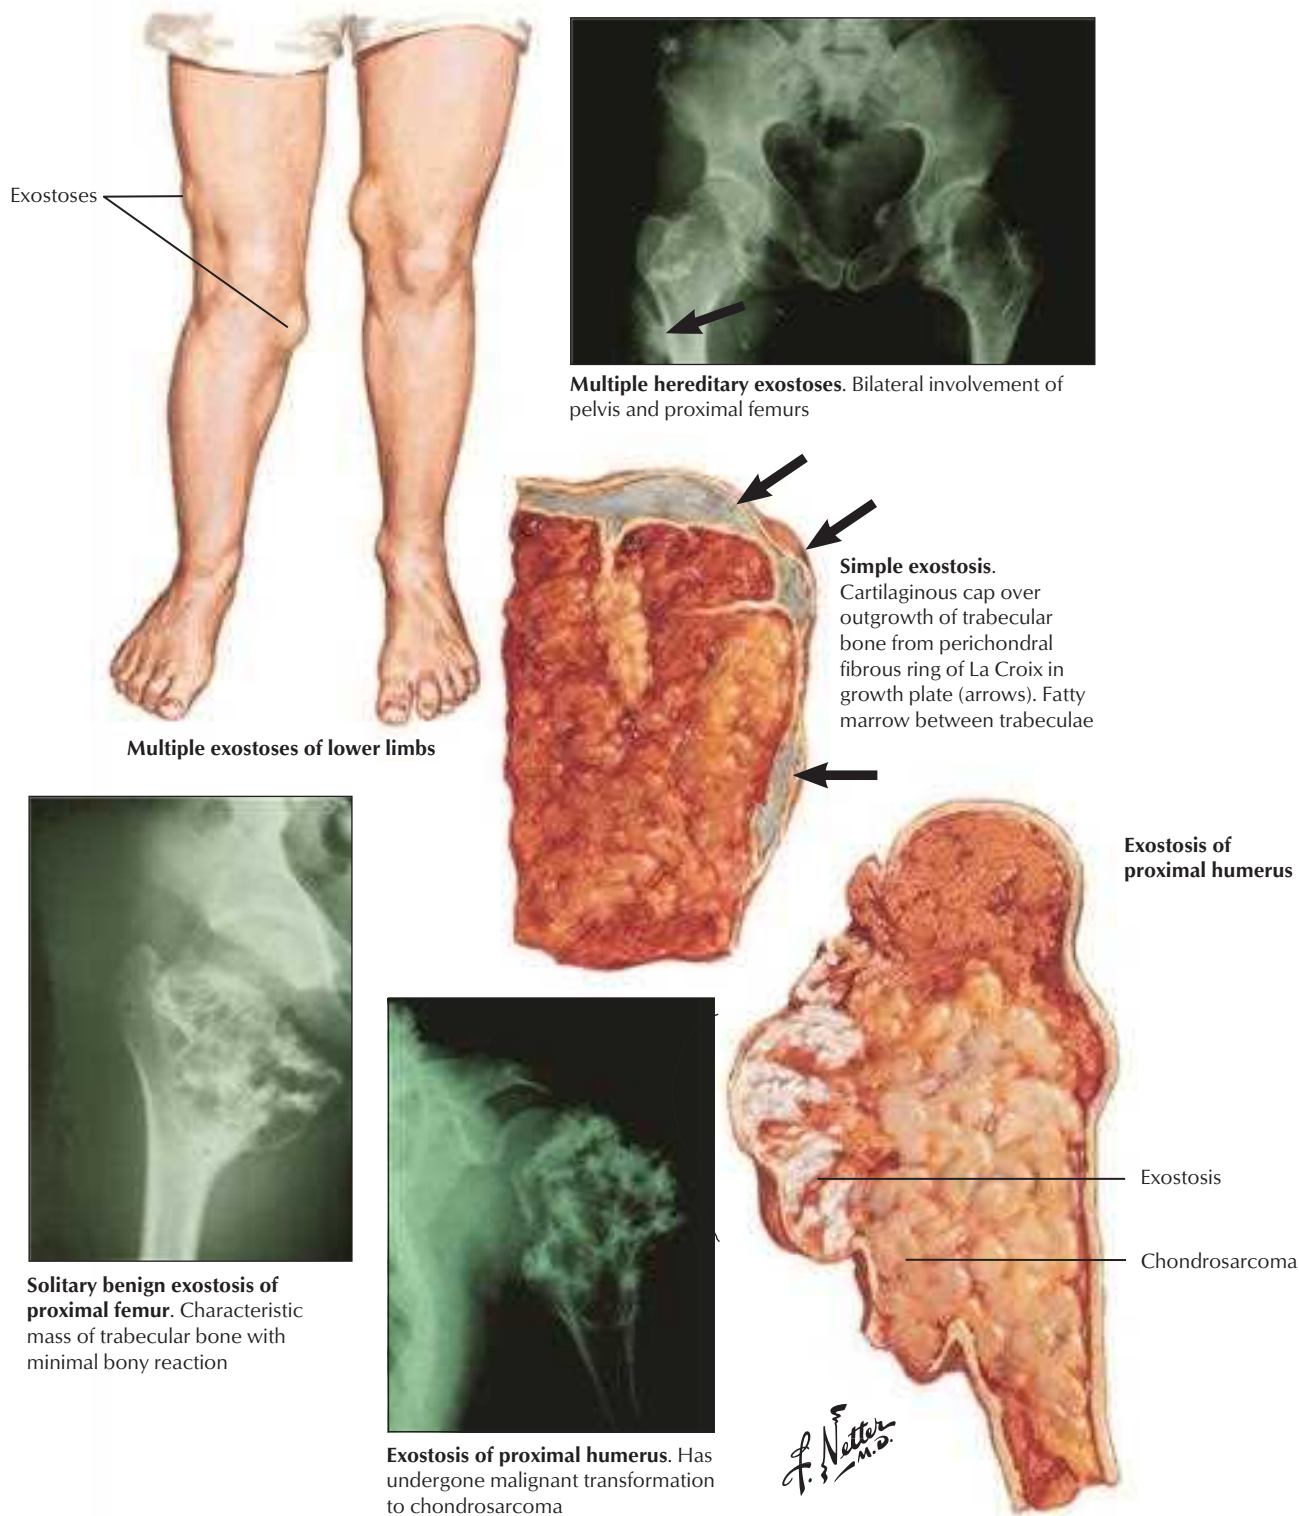 Exostoses
Multiple hereditary exostoses. Bilateral involvement of
pelvis and proximal femurs
Simple exostosis.
Cartilaginous cap over
outgrowth of trabecular
bone from perichondral
fibrous ring of La Croix in
growth plate (arrows). Fatty
marrow between trabeculae
Multiple exostoses of lower limbs
Exostosis of
proximal humerus
Exostosis
Chondrosarcoma
Solitary benign exostosis of
proximal femur. Characteristic
mass of trabecular bone with
minimal bony reaction
Exostosis of proximal humerus. Has
undergone malignant transformation
to chondrosarcoma
F. Netter
M.D.